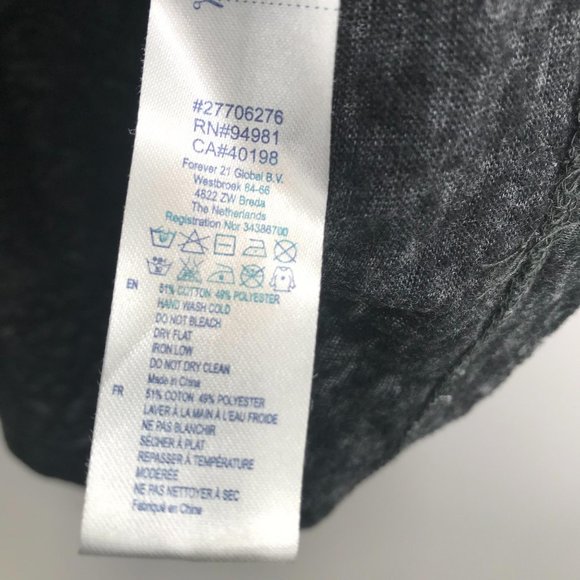 #27706276
RN#94981
CA#40198
Forever 21 Global B.V.
Westbroek 64-66
4822 ZW Breda
The Netherlands
Registration Nbr 34386700
EN
51% COTTON 49% POLYESTER
HAND WASH COLD
DO NOT BLEACH
DRY FLAT
IRON LOW
DO NOT DRY CLEAN
Made in China
FR
51% COTON 49% POLYESTER
LAVER À LA MAIN À L'EAU FROIDE
NE PAS BLANCHIR
SÉCHER À PLAT
REPASSER À TEMPÉRATURE
MODÉRÉE
NE PAS NETTOYER À SEC
Fabriqué en Chine